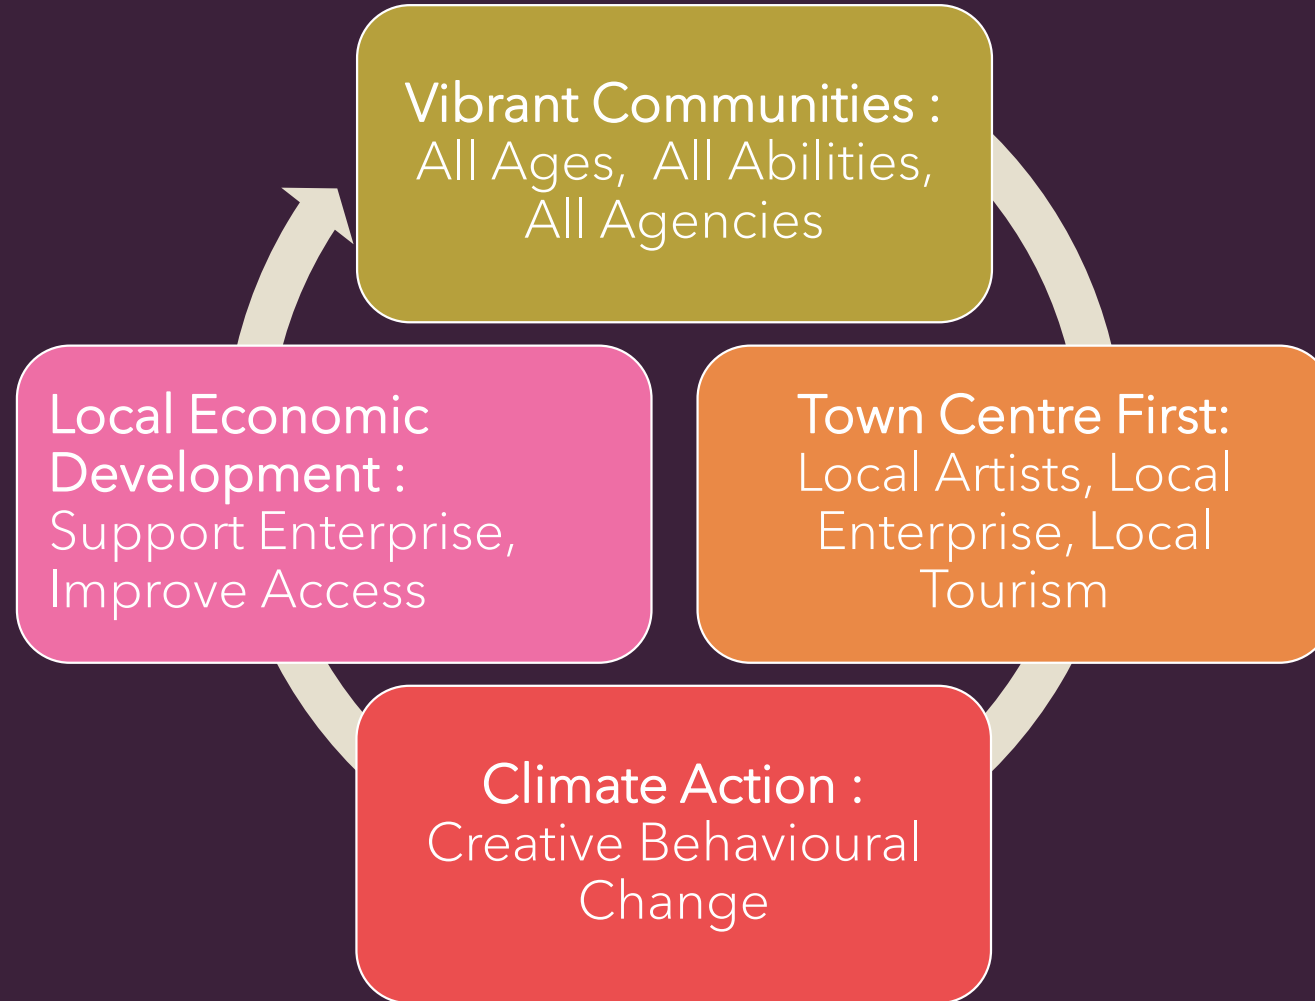 Vibrant Communities :
All Ages,  All Abilities,
All Agencies
Town Centre First:
Local Artists, Local
Enterprise, Local
Tourism
Climate Action :
Creative Behavioural
Change
Local Economic
Development :
Support Enterprise,
Improve Access